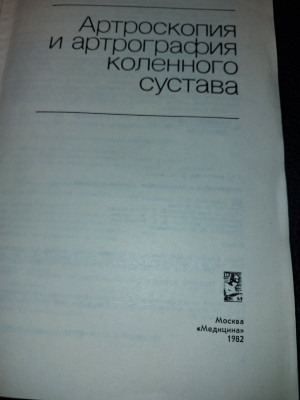 Артроскопия
и артрография
коленного
сустава
Москва
«Медицина»
1982